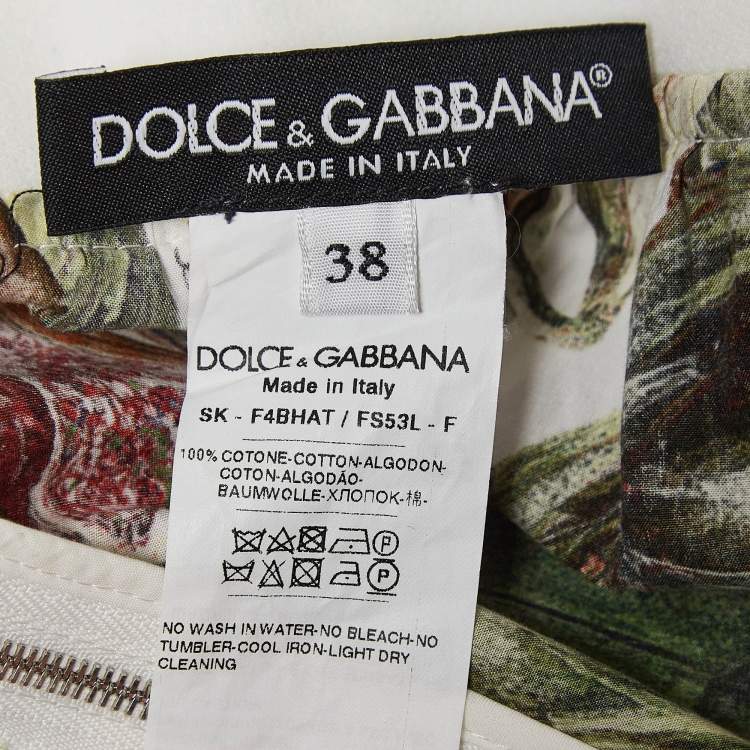 DOLCE & GABBANA®
MADE IN ITALY
38
DOLCE & GABBANA
Made in Italy
SK - F4BHAT / FS53L - F
100% COTONE-COTTON-ALGODON-
COTON-ALGODÃO-
BAUMWOLLE-ХЛОПОК-棉-
P
P
NO WASH IN WATER-NO BLEACH-NO
TUMBLER-COOL IRON-LIGHT DRY
CLEANING